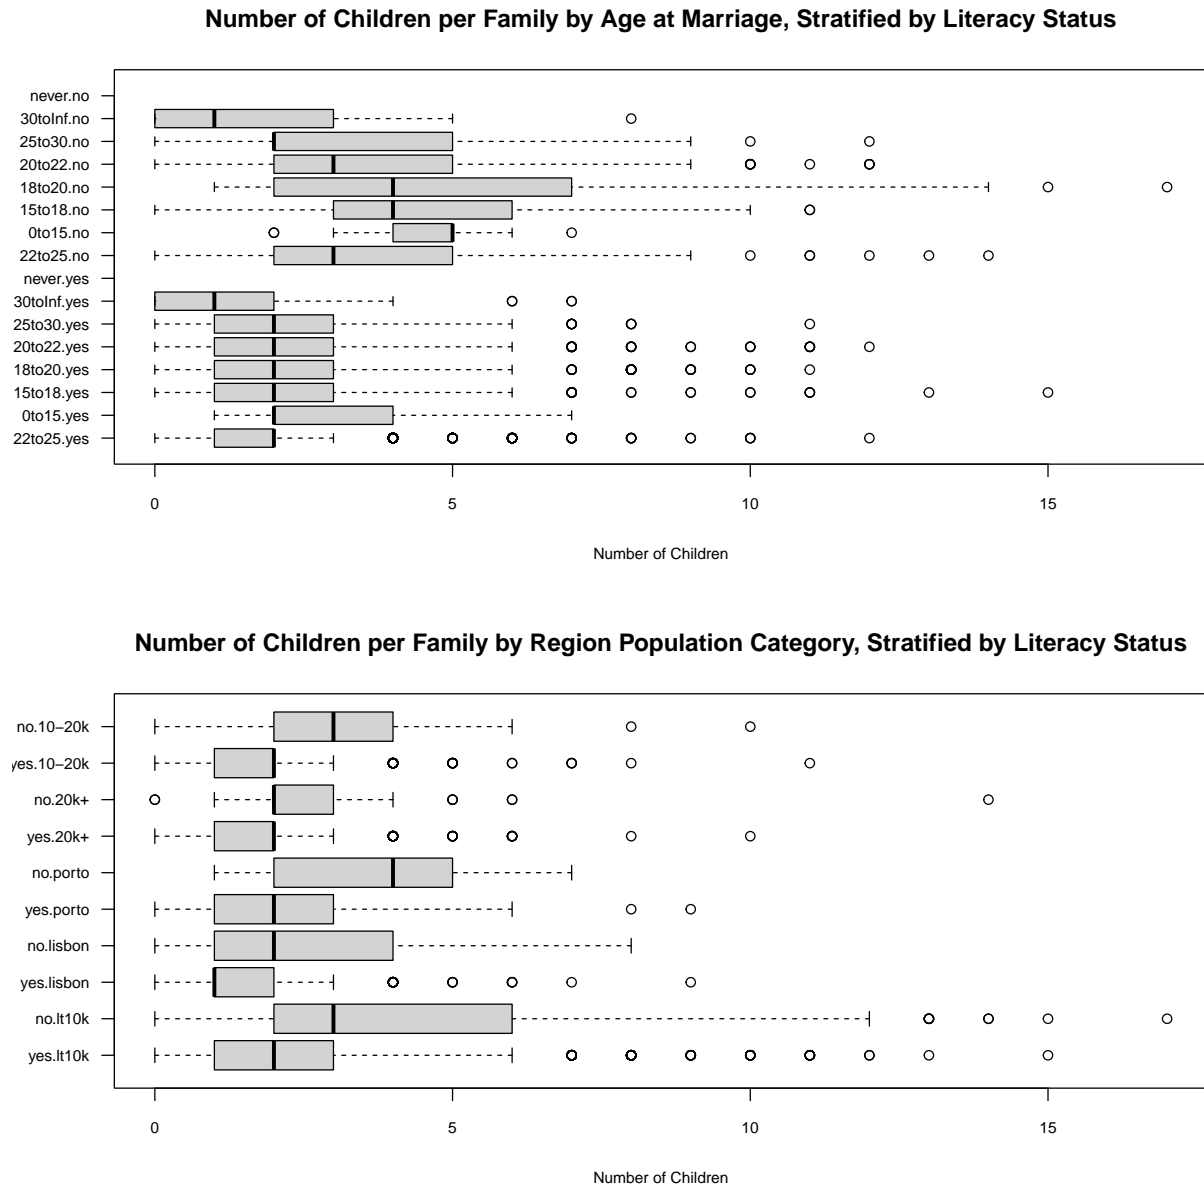 Number of Children per Family by Age at Marriage, Stratified by Literacy Status
never.no
30toInf.no
25to30.no
20to22.no
18to20.no
15to18.no
0to15.no
22to25.no
never.yes
30toInf.yes
25to30.yes
20to22.yes
18to20.yes
15to18.yes
0to15.yes
22to25.yes
0 5 10 15
Number of Children
Number of Children per Family by Region Population Category, Stratified by Literacy Status
no.10−20k
yes.10−20k
no.20k+
yes.20k+
no.porto
yes.porto
no.lisbon
yes.lisbon
no.lt10k
yes.lt10k
0 5 10 15
Number of Children